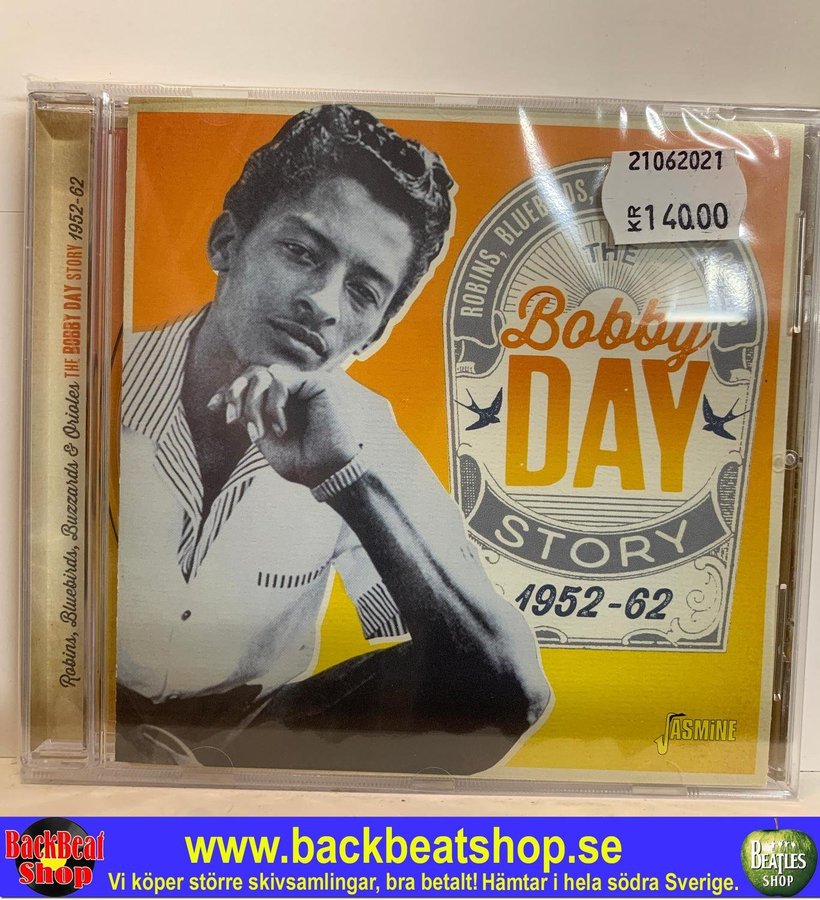 Robins, Bluebirds, Buzzards & Orioles THE BOBBY DAY STORY 1952-62
21062021
KR 140.00
ROBINS, BLUEBIRDS,
THE
Bobby
DAY
STORY
1952-62
JASMINE
BackBeat
Shop
www.backbeatshop.se
Vi köper större skivsamlingar, bra betalt! Hämtar i hela södra Sverige.
BEATLES
SHOP